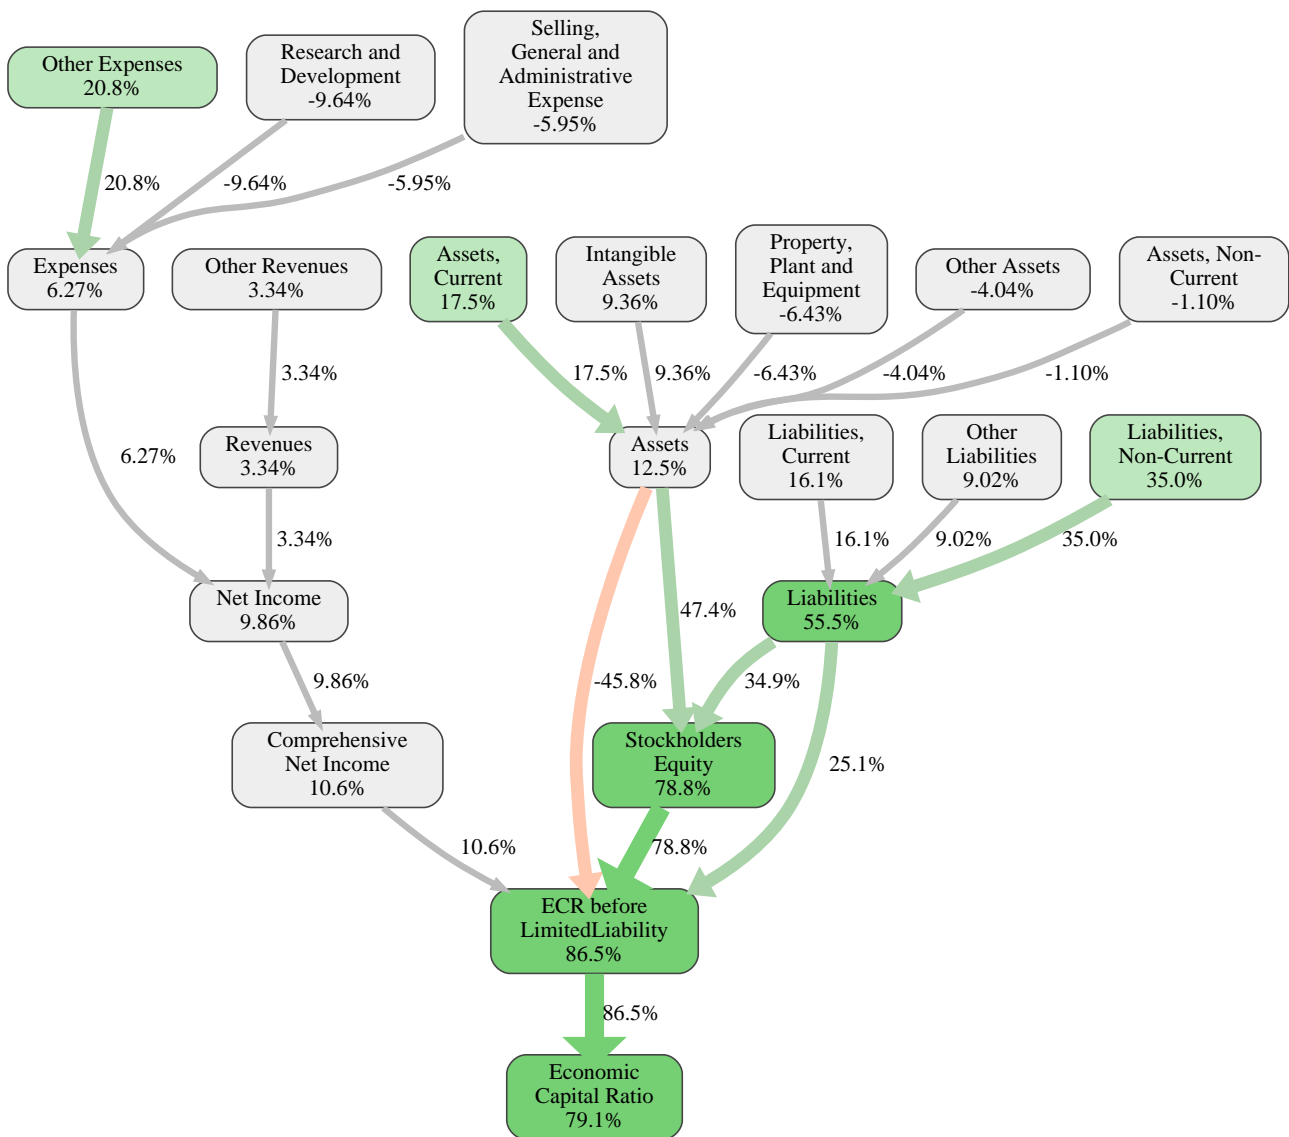 Other Expenses
20.8%
Research and
Development
-9.64%
Selling,
General and
Administrative
Expense
-5.95%
20.8%
-9.64%
-5.95%
Expenses
6.27%
Other Revenues
3.34%
Assets,
Current
17.5%
Intangible
Assets
9.36%
Property,
Plant and
Equipment
-6.43%
Other Assets
-4.04%
Assets, Non-
Current
-1.10%
3.34%
17.5%
9.36%
-6.43%
-4.04%
-1.10%
6.27%
Revenues
3.34%
Assets
12.5%
Liabilities,
Current
16.1%
Other
Liabilities
9.02%
Liabilities,
Non-Current
35.0%
3.34%
16.1%
9.02%
35.0%
Net Income
9.86%
47.4%
Liabilities
55.5%
9.86%
-45.8%
34.9%
Comprehensive
Net Income
10.6%
Stockholders
Equity
78.8%
25.1%
10.6%
78.8%
ECR before
LimitedLiability
86.5%
86.5%
Economic
Capital Ratio
79.1%